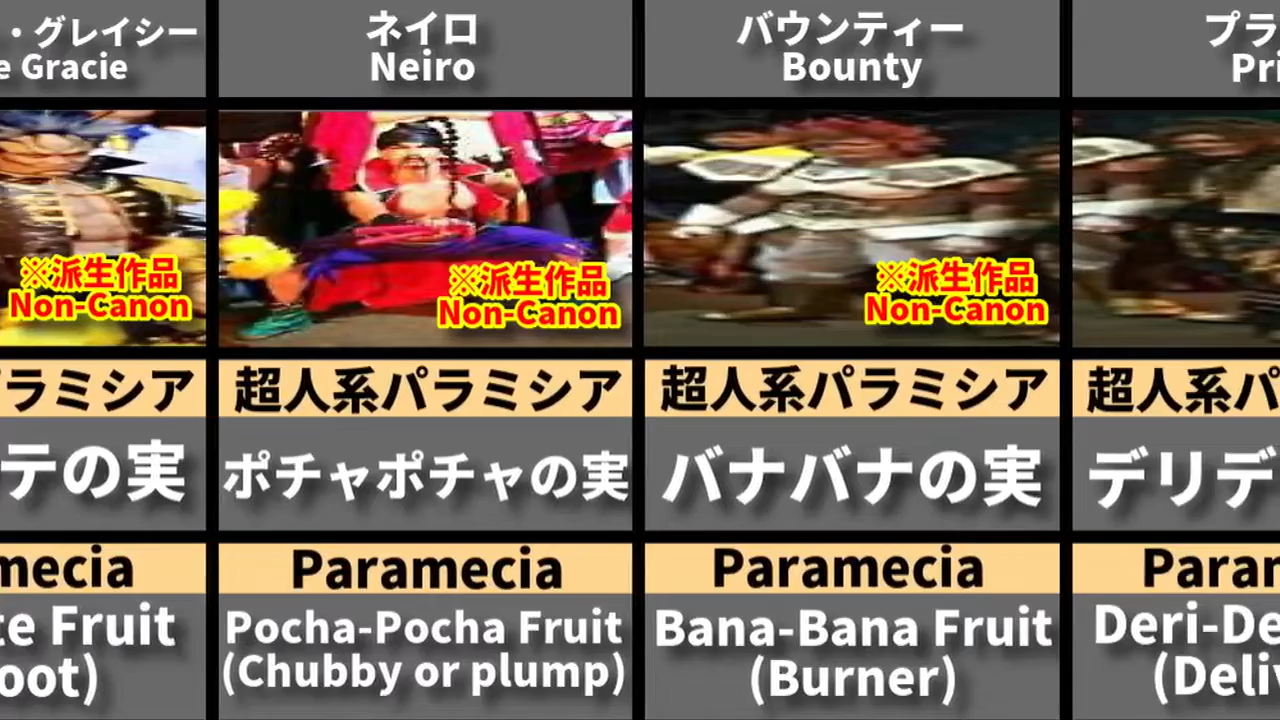 ・グレイシー
e Gracie
※派生作品
Non-Canon
ラミシア
テの実
mecia
te Fruit
oot)
ネイロ
Neiro
※派生作品
Non-Canon
超人系パラミシア
ポチャポチャの実
Paramecia
Pocha-Pocha Fruit
(Chubby or plump)
バウンティー
Bounty
※派生作品
Non-Canon
超人系パラミシア
バナバナの実
Paramecia
Bana-Bana Fruit
(Burner)
プラ
Pri
超人系パ
デリデ
Param
Deri-De
(Deliv